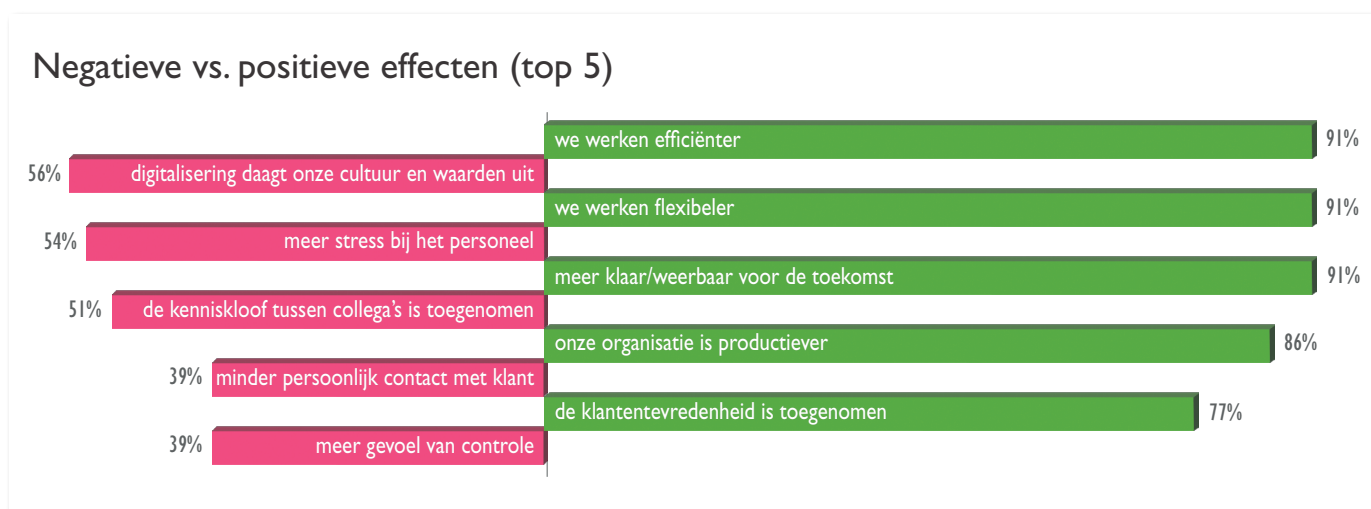 Negatieve vs. positieve effecten (top 5)
we werken efficiënter 91%
56% digitalisering daagt onze cultuur en waarden uit
we werken flexibeler 91%
54% meer stress bij het personeel
meer klaar/weerbaar voor de toekomst 91%
51% de kenniskloof tussen collega's is toegenomen
onze organisatie is productiever 86%
39% minder persoonlijk contact met klant
de klantentevredenheid is toegenomen 77%
39% meer gevoel van controle